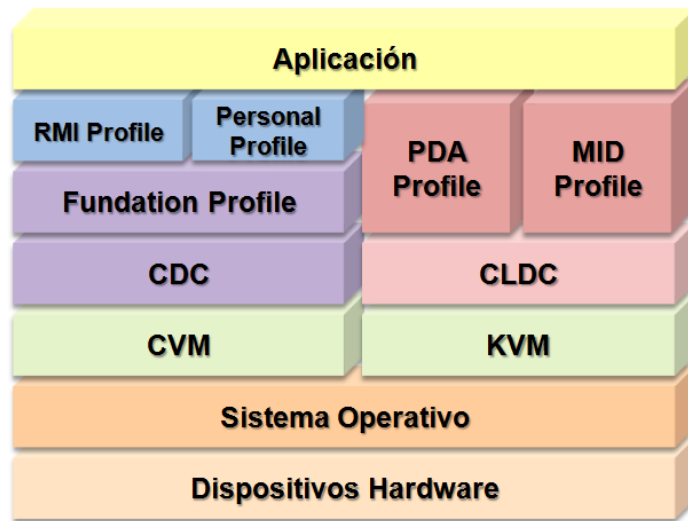 Aplicación
RMI Profile
Personal
Profile
PDA
Profile
MID
Profile
Fundation Profile
CDC
CLDC
CVM
KVM
Sistema Operativo
Dispositivos Hardware